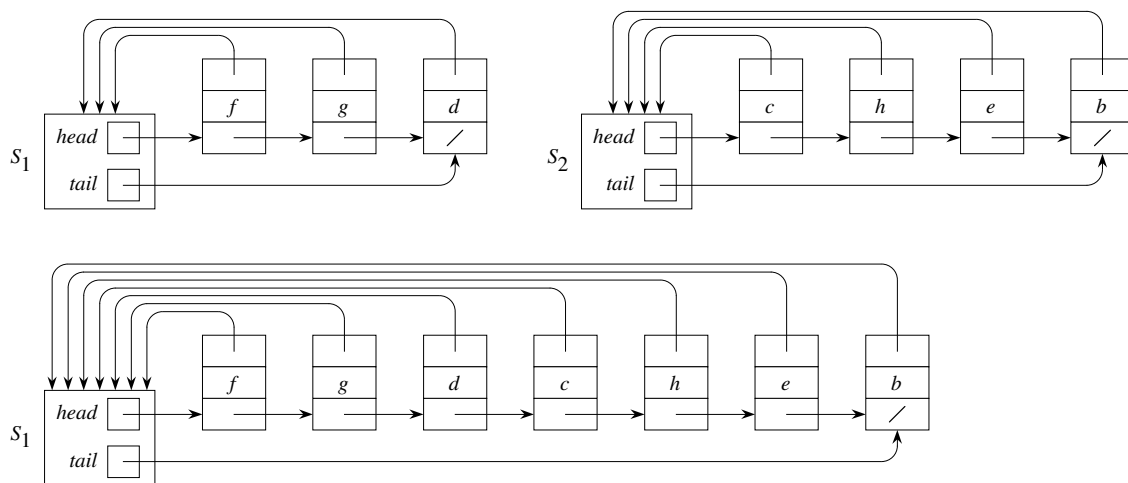 f g d c h e b
head head
S1 S2
tail tail
f g d c h e b
head
S1
tail